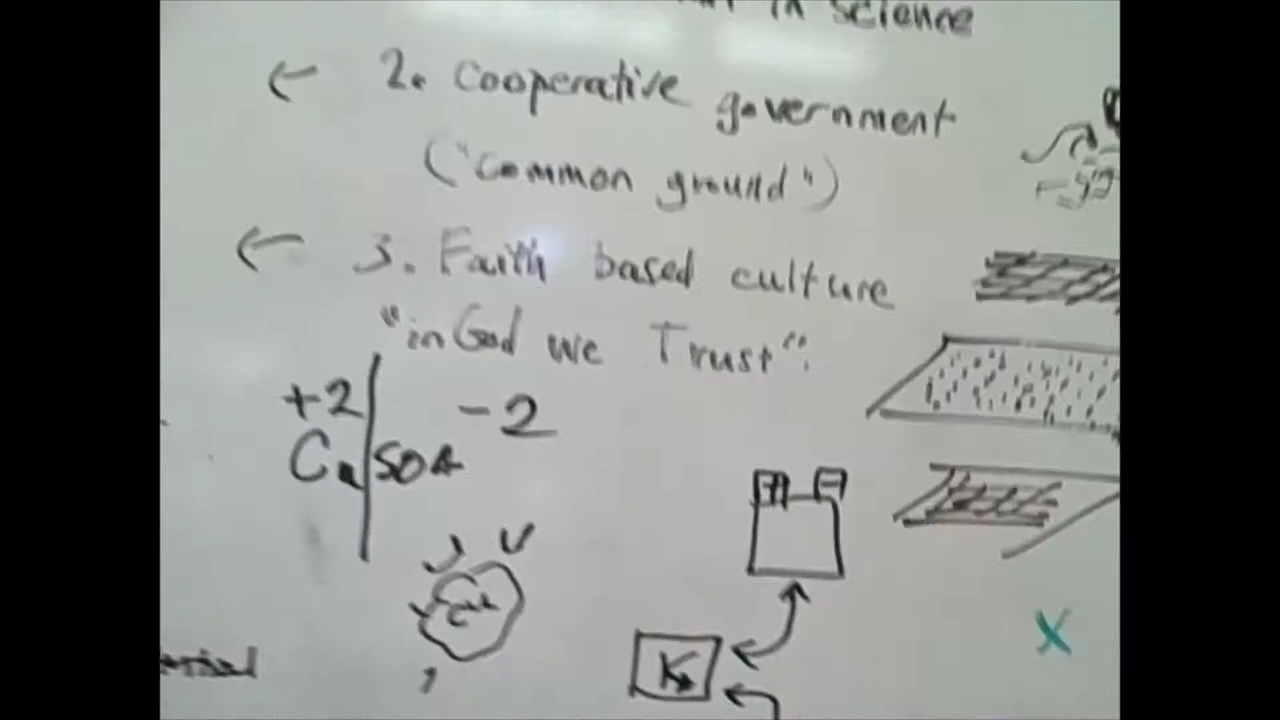 in science
← 2. Cooperative government
("common ground")
← 3. Faith based culture
"in God we Trust".
+2 -2
Ca SO4
K
X